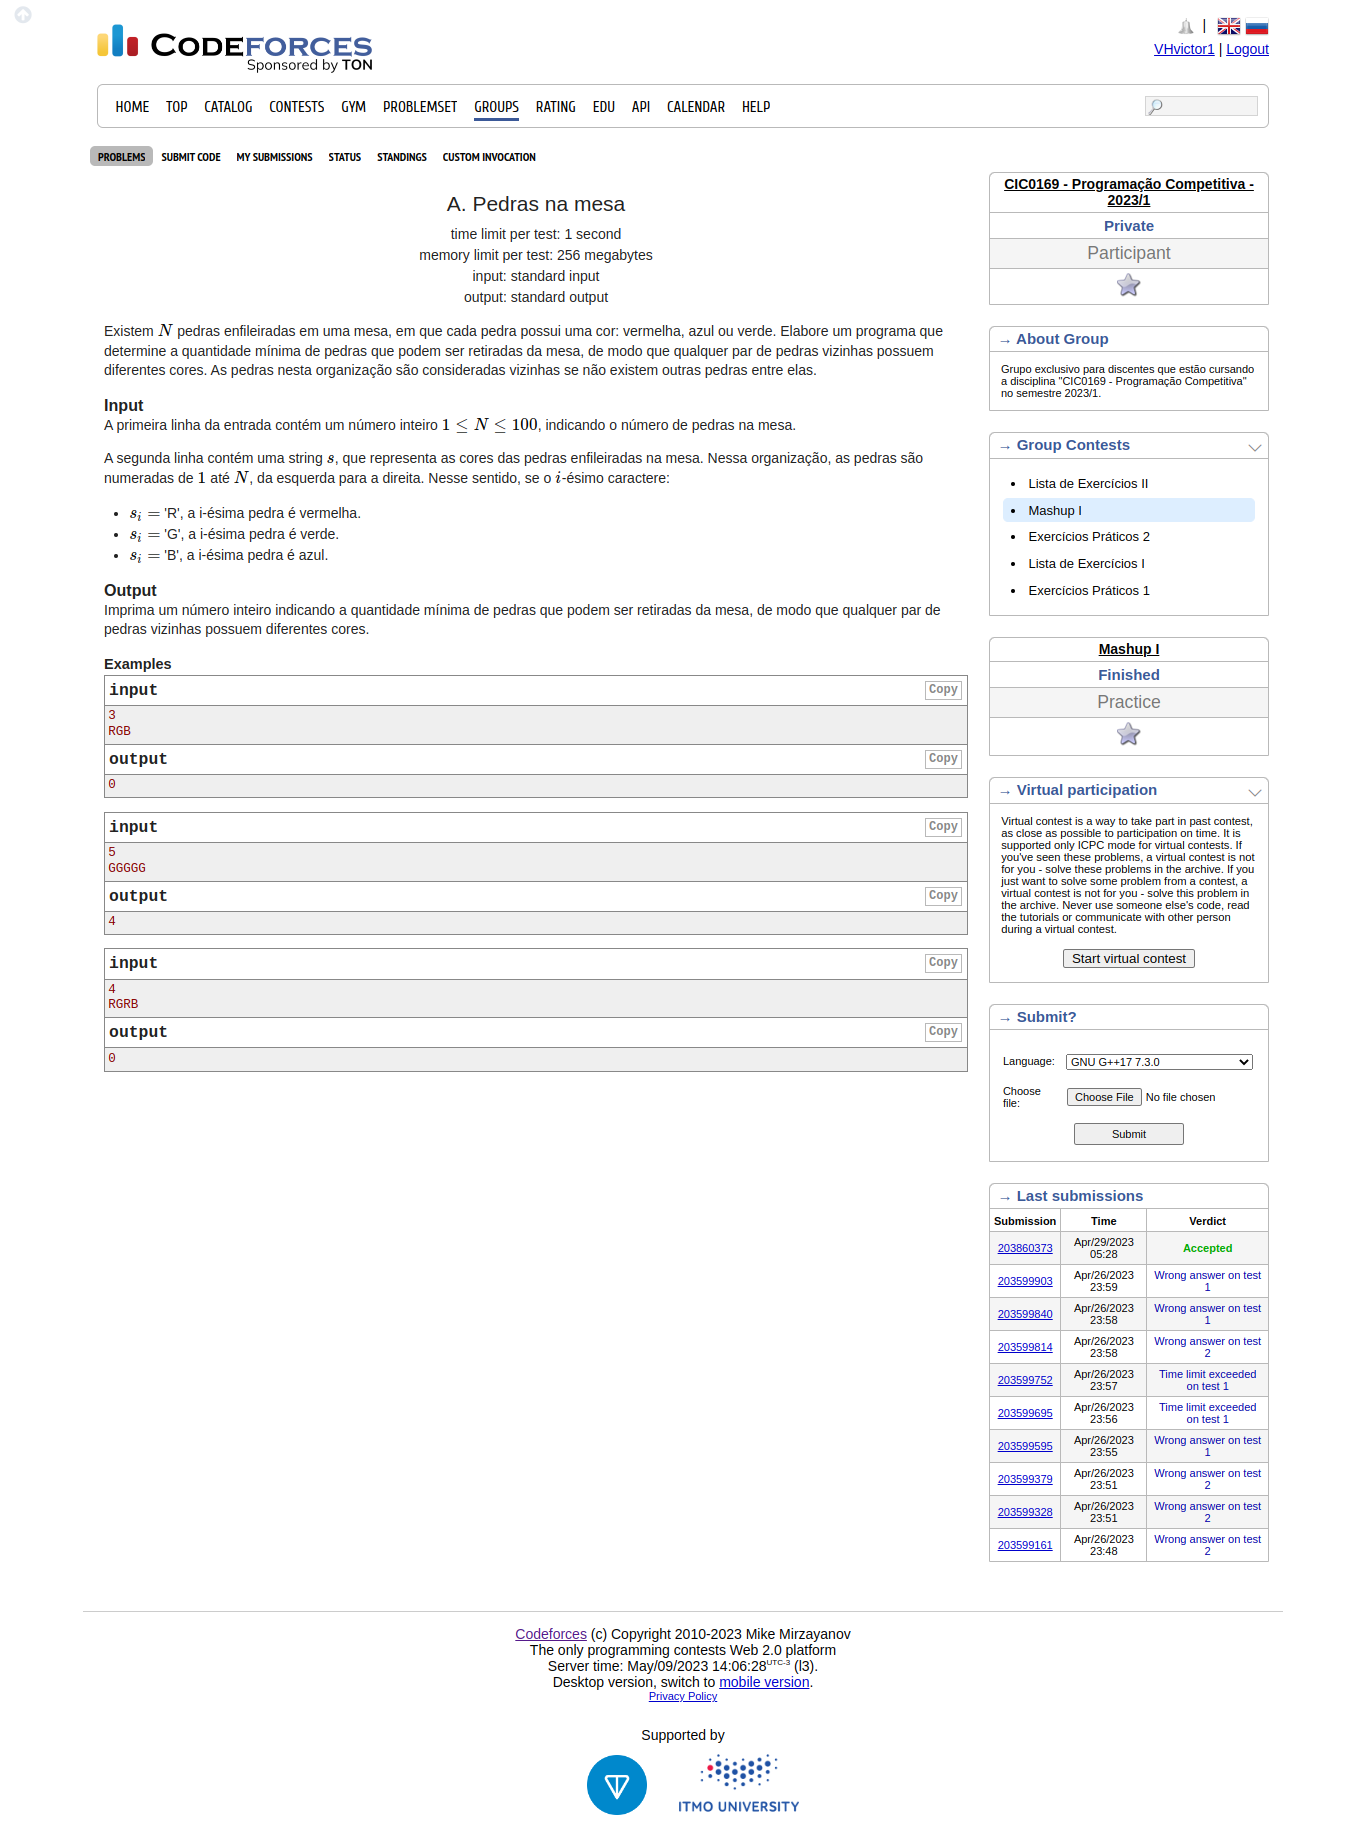 CODEFORCES
Sponsored by TON
|
VHvictor1 | Logout
HOME TOP CATALOG CONTESTS GYM PROBLEMSET GROUPS RATING EDU API CALENDAR HELP
PROBLEMS SUBMIT CODE MY SUBMISSIONS STATUS STANDINGS CUSTOM INVOCATION
A. Pedras na mesa
time limit per test: 1 second
memory limit per test: 256 megabytes
input: standard input
output: standard output
Existem N pedras enfileiradas em uma mesa, em que cada pedra possui uma cor: vermelha, azul ou verde. Elabore um programa que
determine a quantidade mínima de pedras que podem ser retiradas da mesa, de modo que qualquer par de pedras vizinhas possuem
diferentes cores. As pedras nesta organização são consideradas vizinhas se não existem outras pedras entre elas.
Input
A primeira linha da entrada contém um número inteiro 1 ≤ N ≤ 100, indicando o número de pedras na mesa.
A segunda linha contém uma string s, que representa as cores das pedras enfileiradas na mesa. Nessa organização, as pedras são
numeradas de 1 até N, da esquerda para a direita. Nesse sentido, se o i-ésimo caractere:
• s_i = 'R', a i-ésima pedra é vermelha.
• s_i = 'G', a i-ésima pedra é verde.
• s_i = 'B', a i-ésima pedra é azul.
Output
Imprima um número inteiro indicando a quantidade mínima de pedras que podem ser retiradas da mesa, de modo que qualquer par de
pedras vizinhas possuem diferentes cores.
Examples
input Copy
3
RGB
output Copy
0
input Copy
5
GGGGG
output Copy
4
input Copy
4
RGRB
output Copy
0
CIC0169 - Programação Competitiva -
2023/1
Private
Participant
→ About Group
Grupo exclusivo para discentes que estão cursando
a disciplina "CIC0169 - Programação Competitiva"
no semestre 2023/1.
→ Group Contests
• Lista de Exercícios II
• Mashup I
• Exercícios Práticos 2
• Lista de Exercícios I
• Exercícios Práticos 1
Mashup I
Finished
Practice
→ Virtual participation
Virtual contest is a way to take part in past contest,
as close as possible to participation on time. It is
supported only ICPC mode for virtual contests. If
you've seen these problems, a virtual contest is not
for you - solve these problems in the archive. If you
just want to solve some problem from a contest, a
virtual contest is not for you - solve this problem in
the archive. Never use someone else's code, read
the tutorials or communicate with other person
during a virtual contest.
Start virtual contest
→ Submit?
Language: GNU G++17 7.3.0
Choose
file: Choose File No file chosen
Submit
→ Last submissions
Submission Time Verdict
203860373 Apr/29/2023
05:28 Accepted
203599903 Apr/26/2023
23:59 Wrong answer on test
1
203599840 Apr/26/2023
23:58 Wrong answer on test
1
203599814 Apr/26/2023
23:58 Wrong answer on test
2
203599752 Apr/26/2023
23:57 Time limit exceeded
on test 1
203599695 Apr/26/2023
23:56 Time limit exceeded
on test 1
203599595 Apr/26/2023
23:55 Wrong answer on test
1
203599379 Apr/26/2023
23:51 Wrong answer on test
2
203599328 Apr/26/2023
23:51 Wrong answer on test
2
203599161 Apr/26/2023
23:48 Wrong answer on test
2
Codeforces (c) Copyright 2010-2023 Mike Mirzayanov
The only programming contests Web 2.0 platform
Server time: May/09/2023 14:06:28UTC-3 (l3).
Desktop version, switch to mobile version.
Privacy Policy
Supported by
ITMO UNIVERSITY